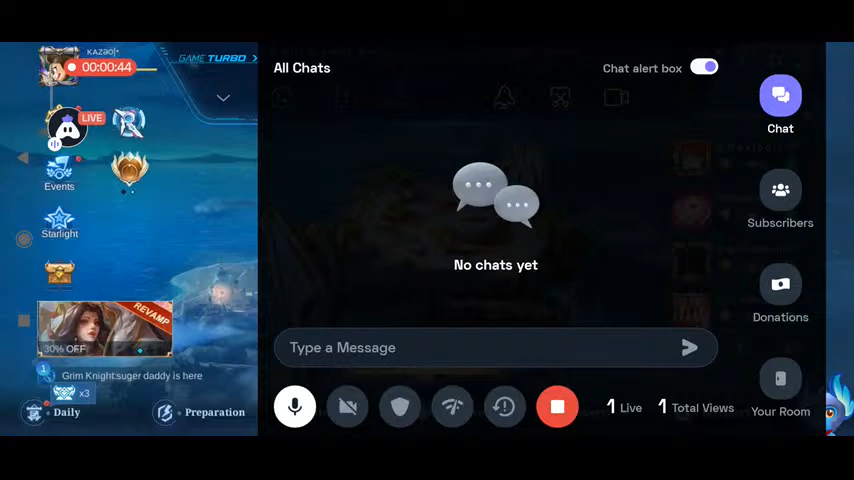 KAZƏO|•
00:00:44
GAME TURBO
LIVE
Events
Starlight
REVAMP
30% OFF
1
Grim Knight:suger daddy is here
x3
Daily
Preparation
All Chats
Chat alert box
No chats yet
Type a Message
1 Live
1 Total Views
Chat
Subscribers
Donations
Your Room